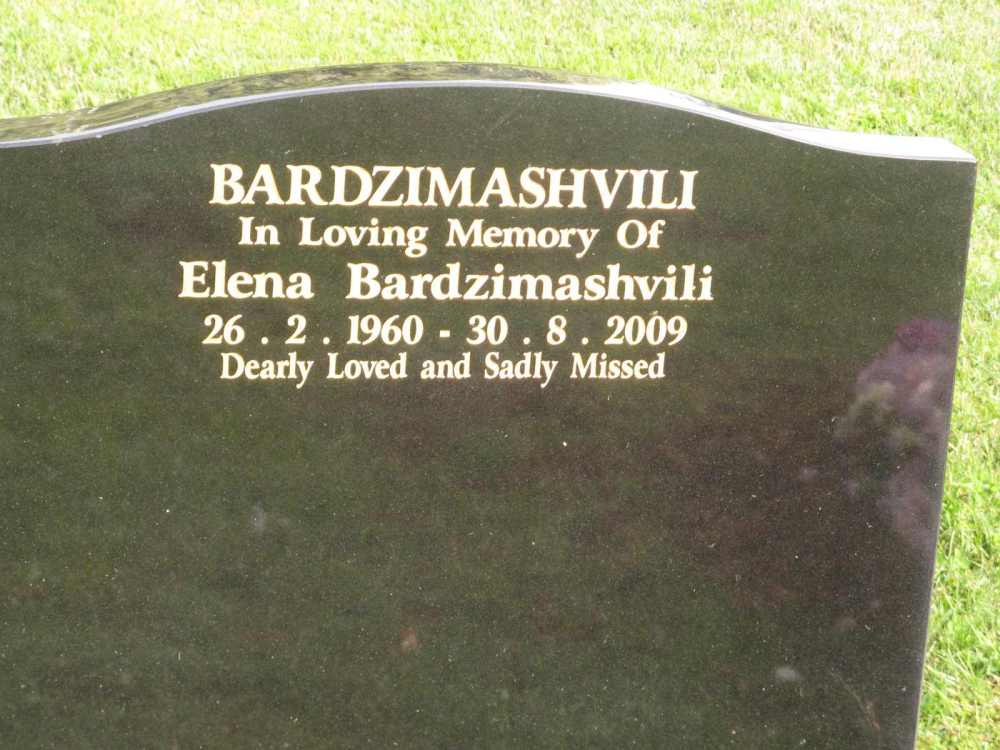 BARDZIMASHVILI
In Loving Memory Of
Elena Bardzimashvili
26 . 2 . 1960 - 30 . 8 . 2009
Dearly Loved and Sadly Missed